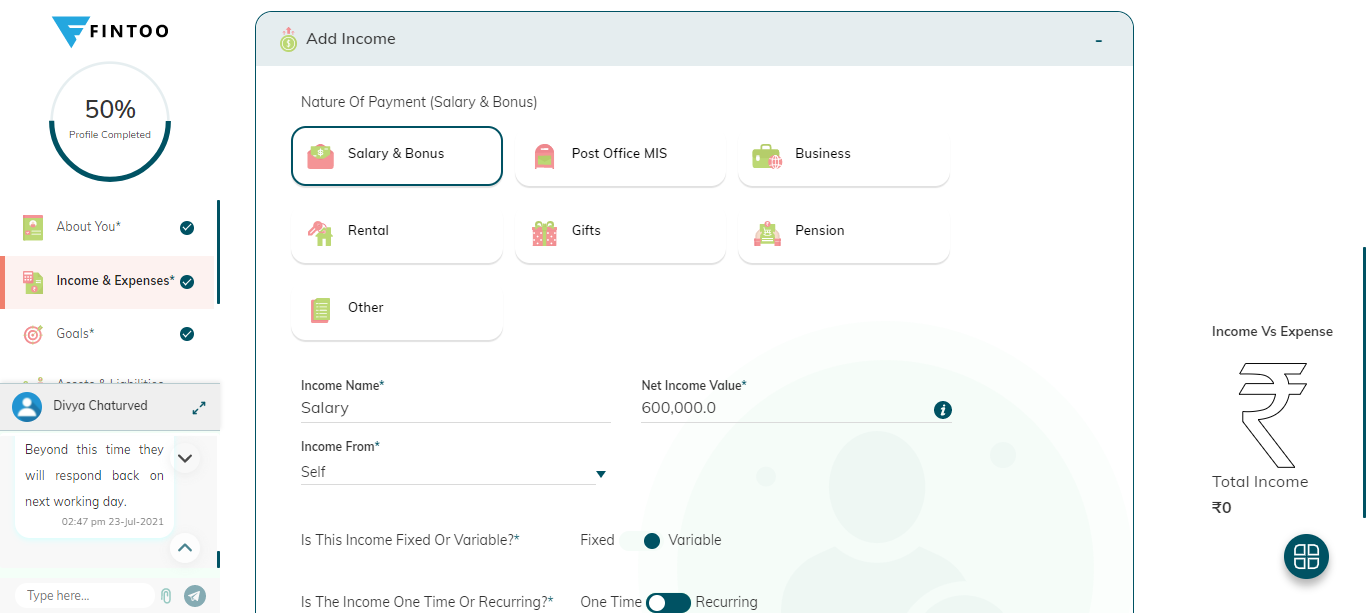 FINTOO
50%
Profile Completed
About You*
Income & Expenses*
Goals*
Assets & Liabilities
Divya Chaturved
Beyond this time they
will respond back on
next working day.
02:47 pm 23-Jul-2021
Type here...
Add Income
-
Nature Of Payment (Salary & Bonus)
Salary & Bonus
Post Office MIS
Business
Rental
Gifts
Pension
Other
Income Name*
Salary
Net Income Value*
600,000.0
Income From*
Self
Is This Income Fixed Or Variable?*
Fixed
Variable
Is The Income One Time Or Recurring?*
One Time
Recurring
Income Vs Expense
Total Income
₹0